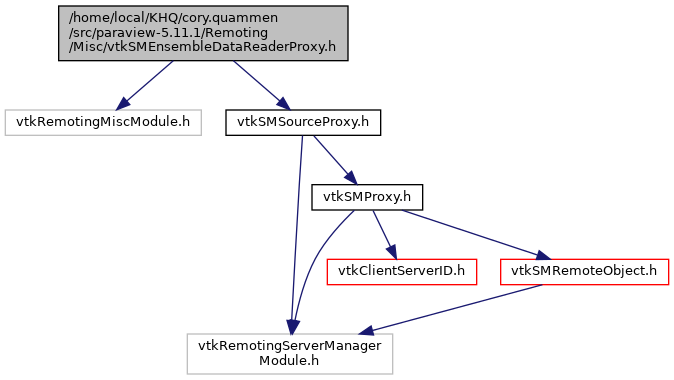 /home/local/KHQ/cory.quammen
/src/paraview-5.11.1/Remoting
/Misc/vtkSMEnsembleDataReaderProxy.h
vtkRemotingMiscModule.h
vtkSMSourceProxy.h
vtkSMProxy.h
vtkClientServerID.h
vtkSMRemoteObject.h
vtkRemotingServerManager
Module.h